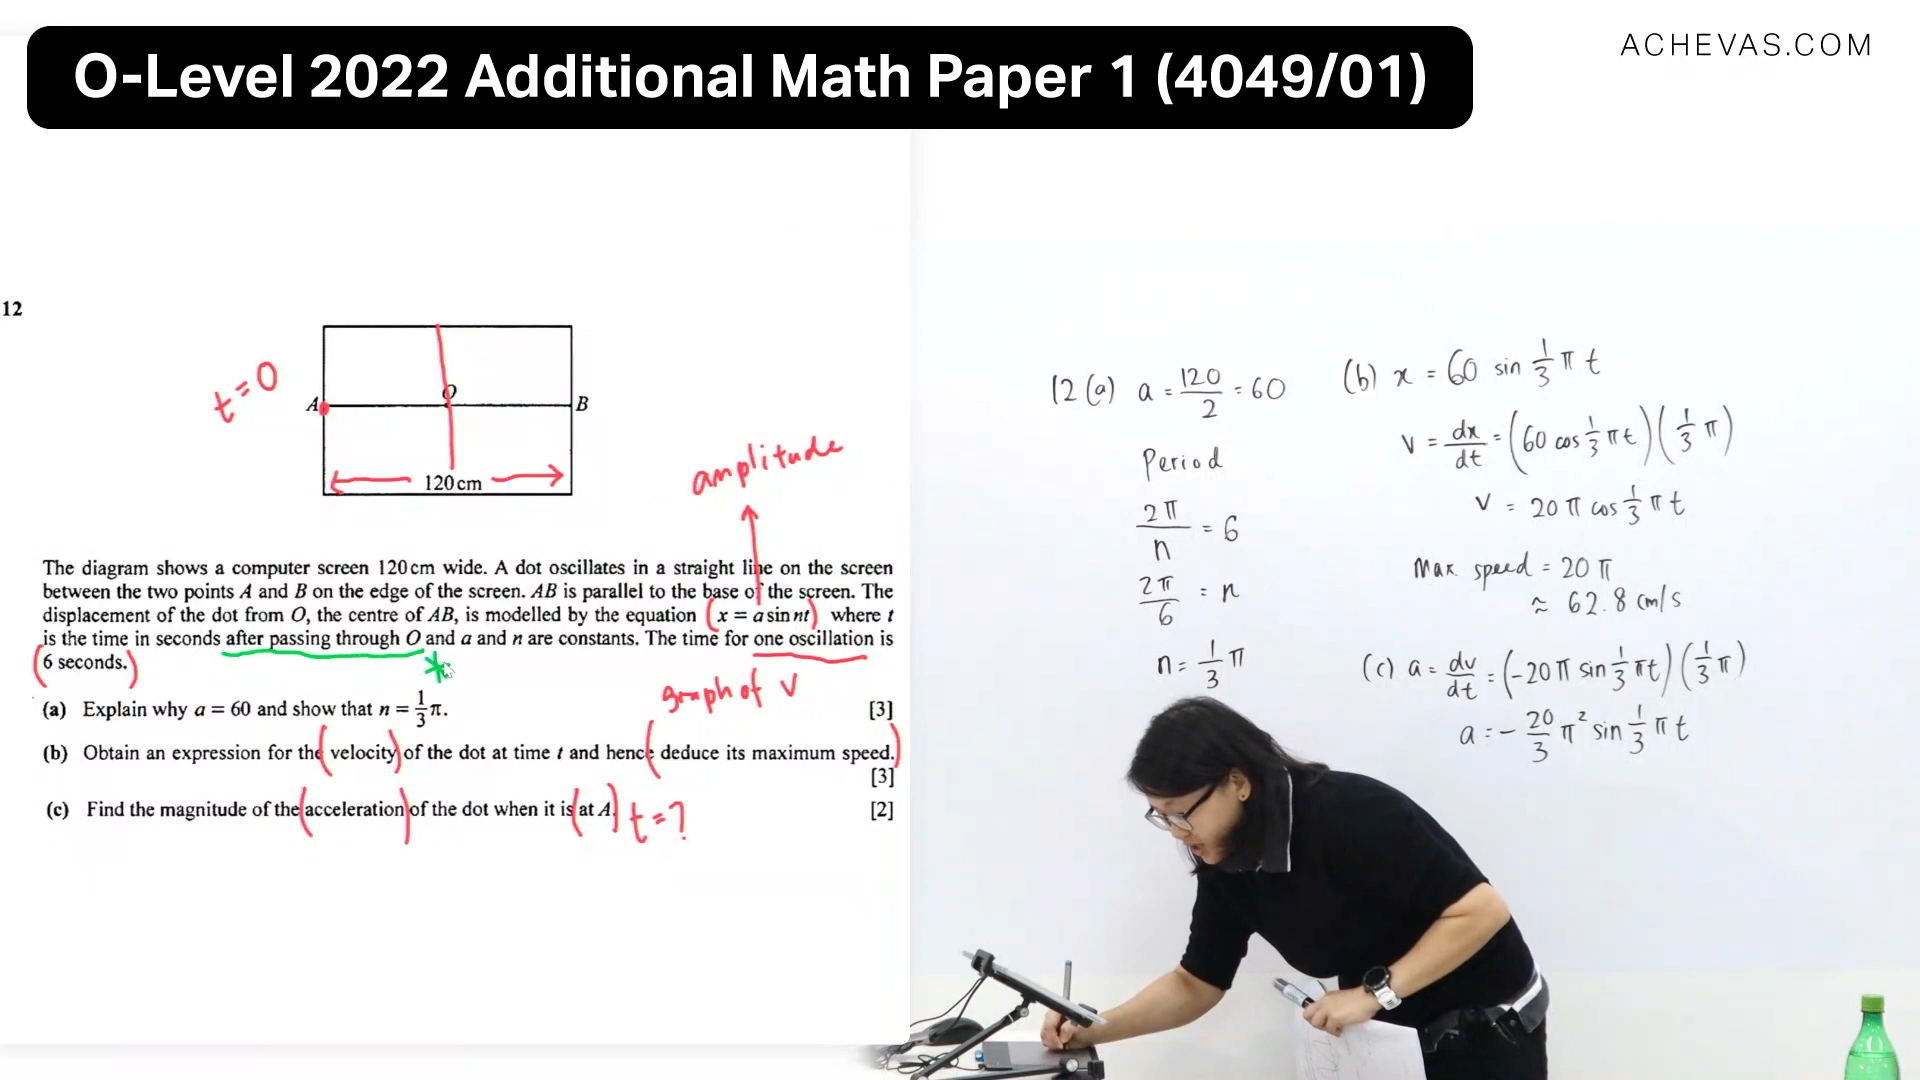 O-Level 2022 Additional Math Paper 1 (4049/01)
ACHEVAS.COM
12
t=0
A
O
B
120 cm
amplitude
The diagram shows a computer screen 120 cm wide. A dot oscillates in a straight line on the screen
between the two points A and B on the edge of the screen. AB is parallel to the base of the screen. The
displacement of the dot from O, the centre of AB, is modelled by the equation (x = a sin nt) where t
is the time in seconds after passing through O and a and n are constants. The time for one oscillation is
(6 seconds.)
*
graph of v
(a) Explain why a = 60 and show that n = 1/3 π. [3]
(b) Obtain an expression for the (velocity) of the dot at time t and hence (deduce its maximum speed.)
[3]
(c) Find the magnitude of the (acceleration) of the dot when it is (at A.) t=? [2]
12 (a) a = 120/2 = 60
Period
2π/n = 6
2π/6 = n
n = 1/3 π
(b) x = 60 sin 1/3 π t
v = dx/dt = (60 cos 1/3 πt)(1/3 π)
v = 20π cos 1/3 π t
Max. speed = 20π
≈ 62.8 cm/s
(c) a = dv/dt = (-20π sin 1/3 πt)(1/3 π)
a = - 20/3 π² sin 1/3 π t